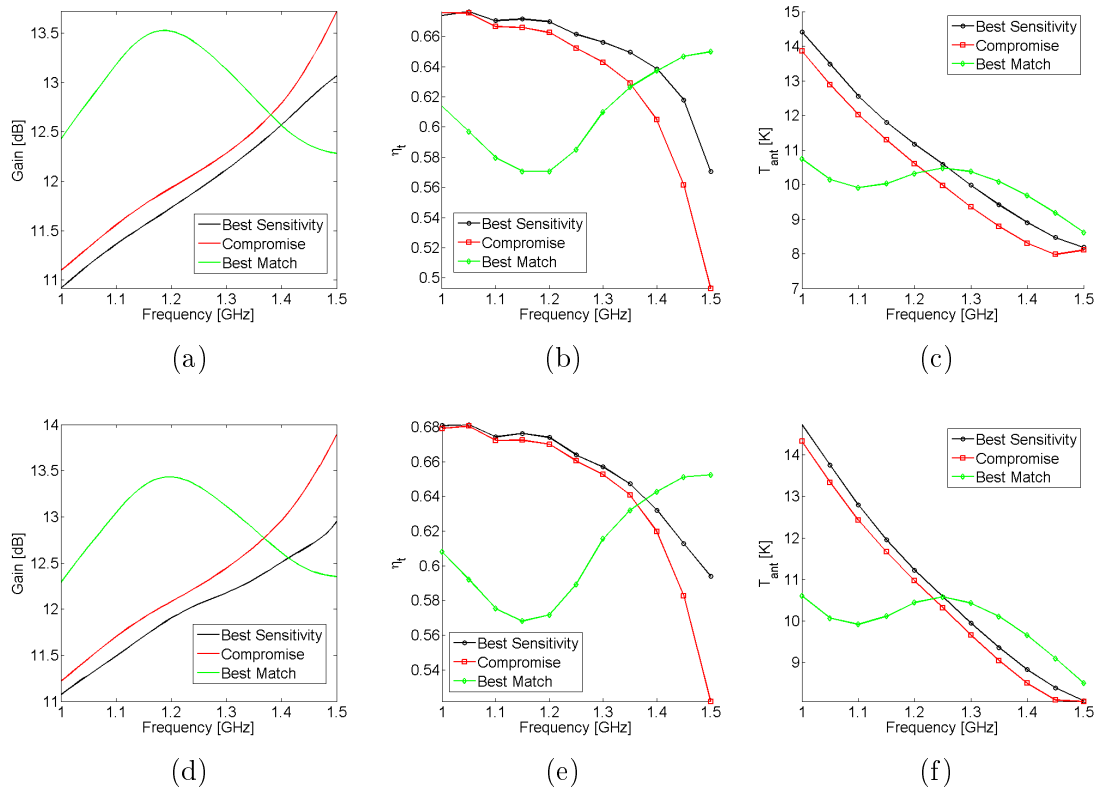 13.5
13
12.5
12
11.5
11
Gain [dB]
Best Sensitivity
Compromise
Best Match
1 1.1 1.2 1.3 1.4 1.5
Frequency [GHz]
(a)
0.66
0.64
0.62
0.6
0.58
0.56
0.54
0.52
0.5
ηt
Best Sensitivity
Compromise
Best Match
1 1.1 1.2 1.3 1.4 1.5
Frequency [GHz]
(b)
15
14
13
12
11
10
9
8
7
T_ant [K]
Best Sensitivity
Compromise
Best Match
1 1.1 1.2 1.3 1.4 1.5
Frequency [GHz]
(c)
14
13.5
13
12.5
12
11.5
11
Gain [dB]
Best Sensitivity
Compromise
Best Match
1 1.1 1.2 1.3 1.4 1.5
Frequency [GHz]
(d)
0.68
0.66
0.64
0.62
0.6
0.58
0.56
0.54
ηt
Best Sensitivity
Compromise
Best Match
1 1.1 1.2 1.3 1.4 1.5
Frequency [GHz]
(e)
14
13
12
11
10
9
T_ant [K]
Best Sensitivity
Compromise
Best Match
1 1.1 1.2 1.3 1.4 1.5
Frequency [GHz]
(f)